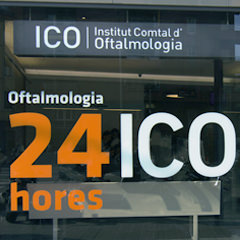 ICO | Institut Comtal d'
Oftalmologia
Oftalmologia
24 ICO
hores